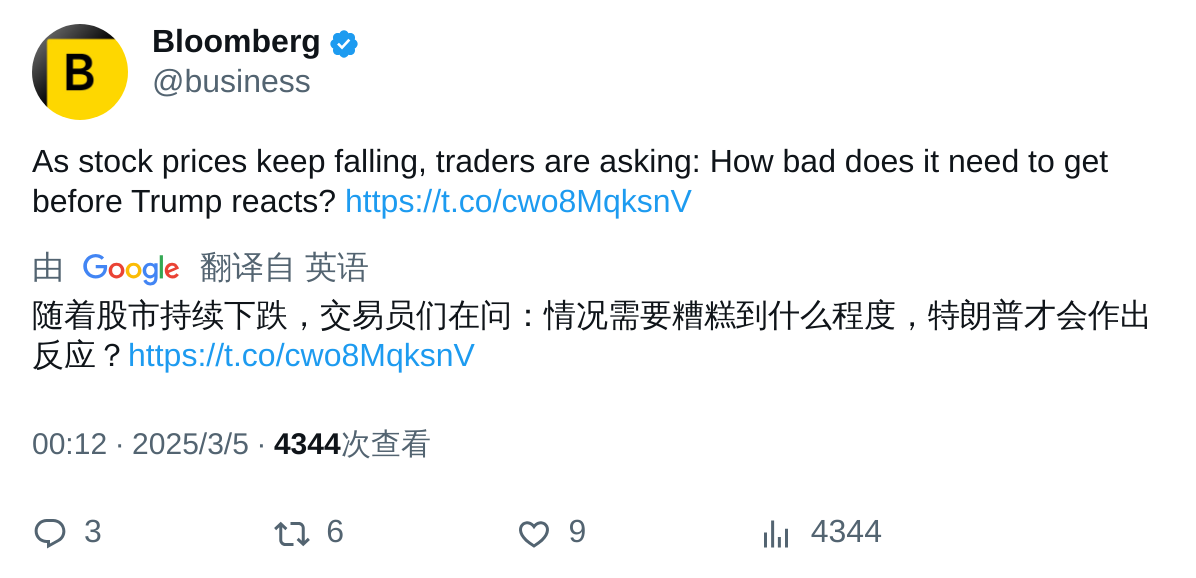 B
Bloomberg
@business
As stock prices keep falling, traders are asking: How bad does it need to get
before Trump reacts? https://t.co/cwo8MqksnV
由 Google 翻译自 英语
随着股市持续下跌，交易员们在问：情况需要糟糕到什么程度，特朗普才会作出
反应？https://t.co/cwo8MqksnV
00:12 · 2025/3/5 · 4344次查看
3 6 9 4344